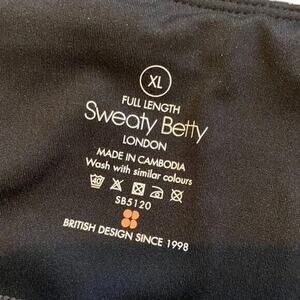 XL
FULL LENGTH
Sweaty Betty
LONDON
MADE IN CAMBODIA
Wash with similar colours
SB5120
BRITISH DESIGN SINCE 1998